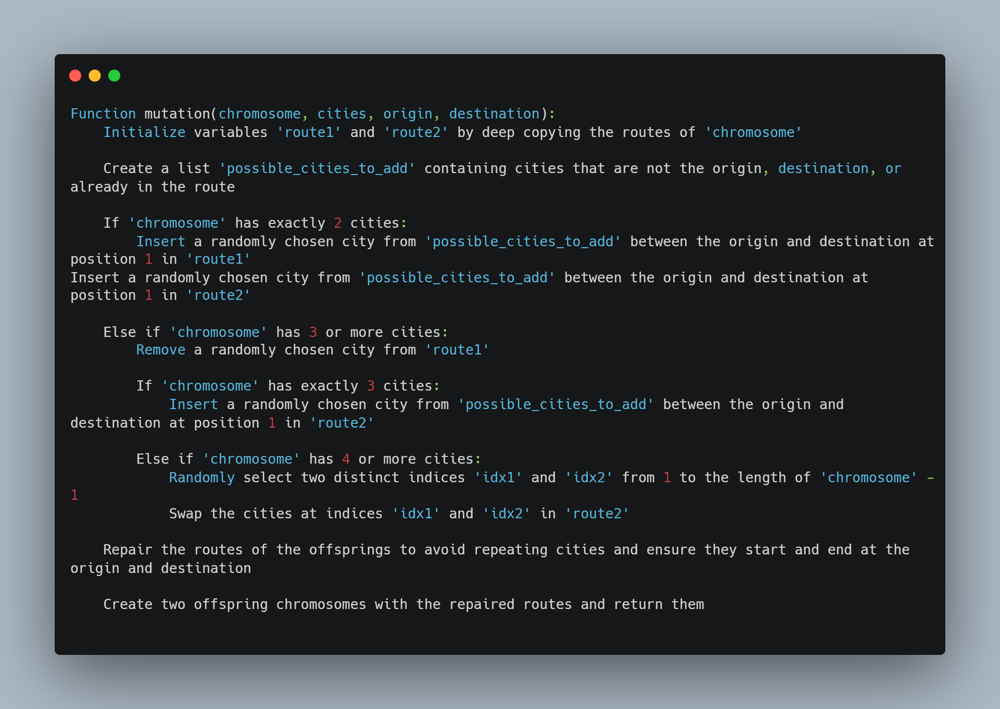 Function mutation(chromosome, cities, origin, destination):
    Initialize variables 'route1' and 'route2' by deep copying the routes of 'chromosome'

    Create a list 'possible_cities_to_add' containing cities that are not the origin, destination, or
already in the route

    If 'chromosome' has exactly 2 cities:
        Insert a randomly chosen city from 'possible_cities_to_add' between the origin and destination at
position 1 in 'route1'
Insert a randomly chosen city from 'possible_cities_to_add' between the origin and destination at
position 1 in 'route2'

    Else if 'chromosome' has 3 or more cities:
        Remove a randomly chosen city from 'route1'

        If 'chromosome' has exactly 3 cities:
            Insert a randomly chosen city from 'possible_cities_to_add' between the origin and
destination at position 1 in 'route2'

        Else if 'chromosome' has 4 or more cities:
            Randomly select two distinct indices 'idx1' and 'idx2' from 1 to the length of 'chromosome' -
1
            Swap the cities at indices 'idx1' and 'idx2' in 'route2'

    Repair the routes of the offsprings to avoid repeating cities and ensure they start and end at the
origin and destination

    Create two offspring chromosomes with the repaired routes and return them